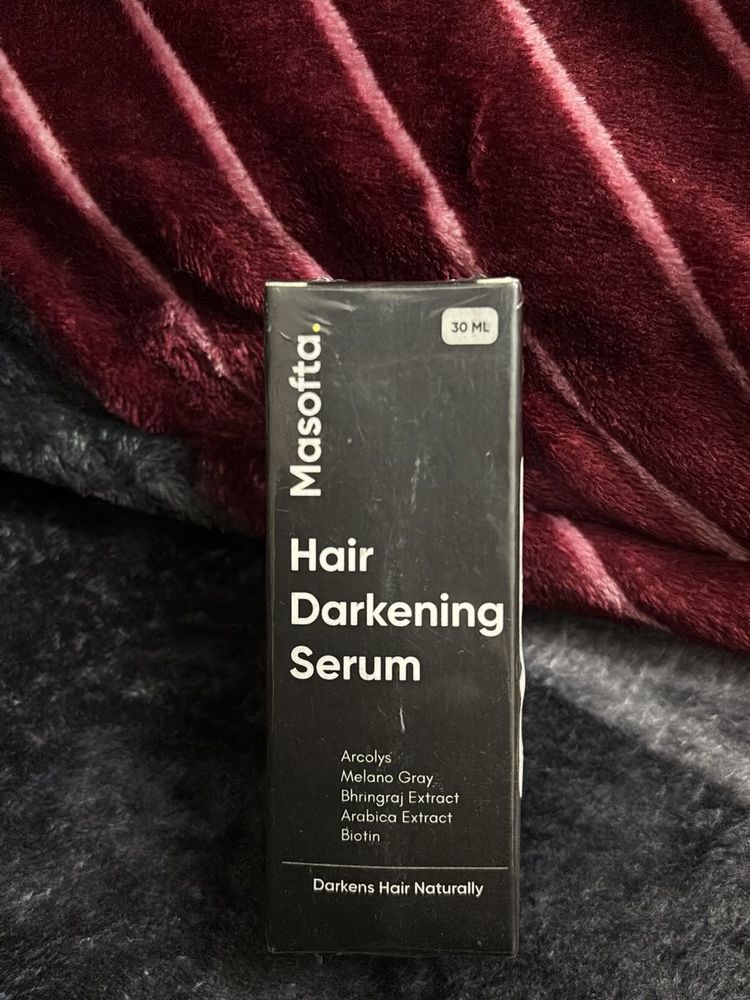 30 ML
Masofta.
Hair
Darkening
Serum
Arcolys
Melano Gray
Bhringraj Extract
Arabica Extract
Biotin
Darkens Hair Naturally